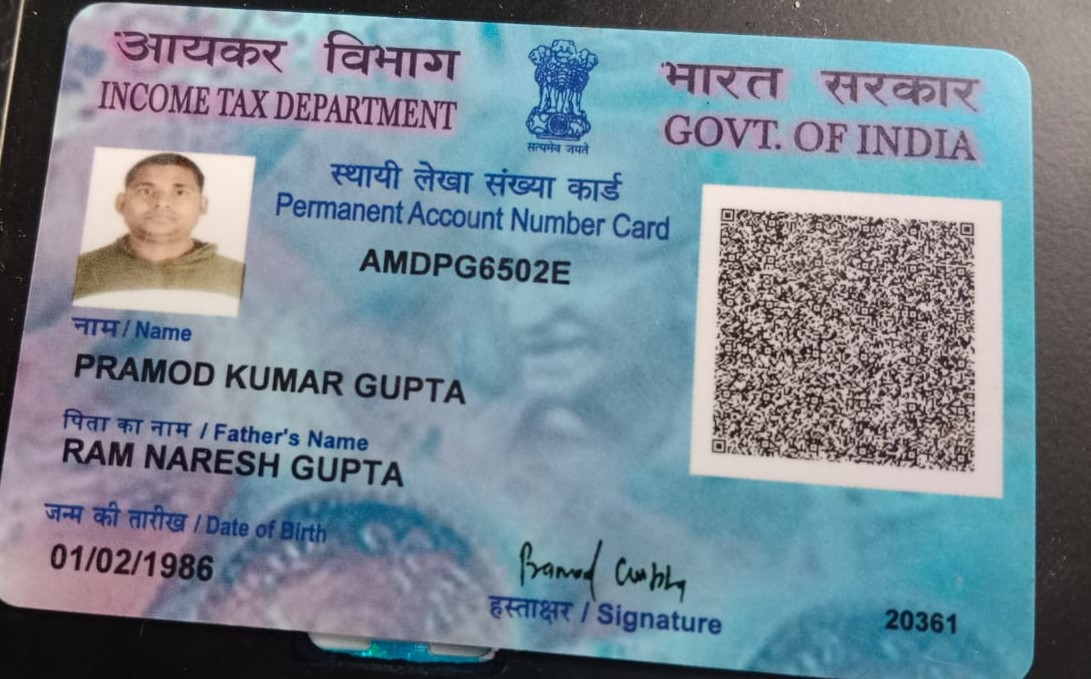 आयकर विभाग
INCOME TAX DEPARTMENT
सत्यमेव जयते
भारत सरकार
GOVT. OF INDIA
स्थायी लेखा संख्या कार्ड
Permanent Account Number Card
AMDPG6502E
नाम / Name
PRAMOD KUMAR GUPTA
पिता का नाम / Father's Name
RAM NARESH GUPTA
जन्म की तारीख / Date of Birth
01/02/1986
Pramod Gupta
हस्ताक्षर / Signature
20361